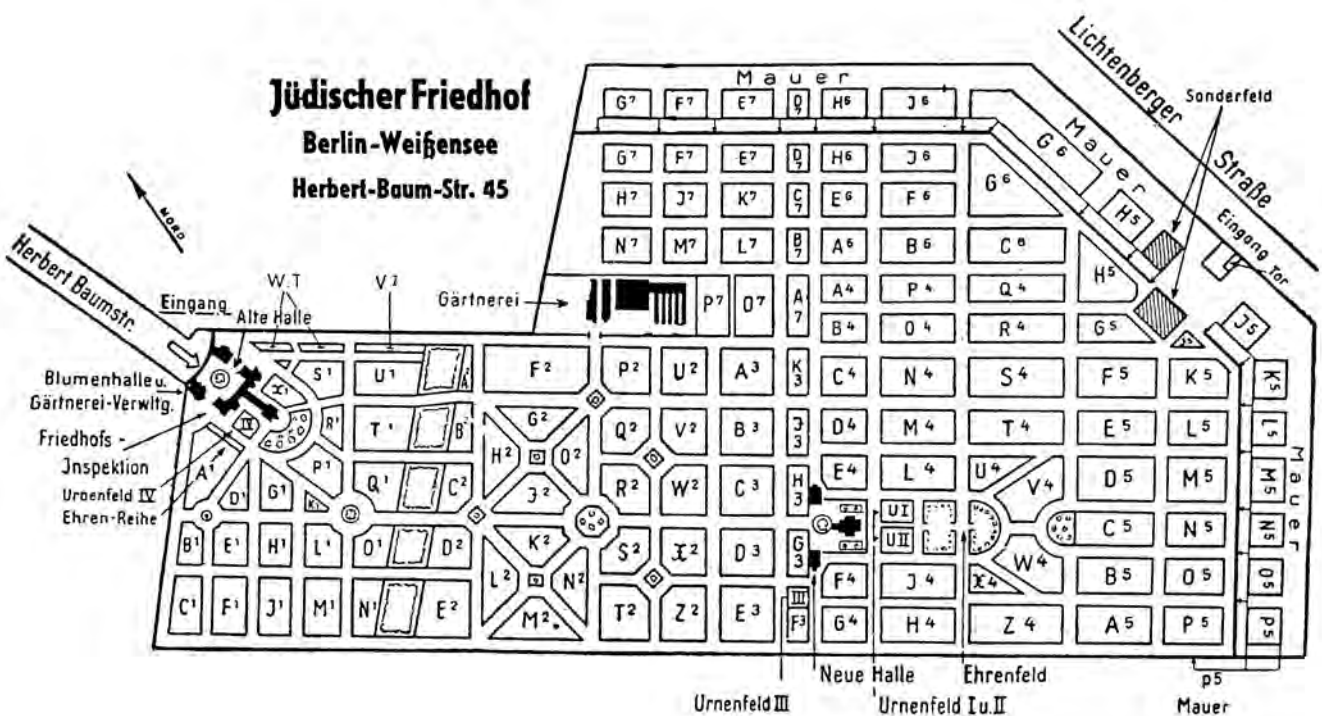 Jüdischer Friedhof
Berlin-Weißensee
Herbert-Baum-Str. 45
NORD
Herbert Baumstr.
Eingang
Alte Halle
W.T
Gärtnerei
Blumenhalle u.
Gärtnerei-Verwltg.
Friedhofs-
Inspektion
Urnenfeld IV
Ehren-Reihe
Mauer
Lichtenberger
Straße
Sonderfeld
Mauer
Eingang Tor
G7 F7 E7 D7 H6 J6
G7 F7 E7 D7 H6 J6 G6 G6
H7 J7 K7 C7 E6 F6 H5
N7 M7 L7 B7 A6 B6 C6 H5
P7 O7 A7 A4 P4 Q4
B4 O4 R4 G5 J5
S1 U1 F2 P2 U2 A3 K3 C4 N4 S4 F5 K5 K5
X1 R1 T1 B2 G2 Q2 V2 B3 J3 D4 M4 T4 E5 L5 L5
IV H2 O2
A1 D1 G1 P1 K1 Q1 C2 J2 R2 W2 C3 H3 E4 L4 U4 V4 D5 M5 M5
UI
UII
B1 E1 H1 L1 O1 D2 K2 S2 X2 D3 G3 C5 N5 N5
L2 N2 F4 J4 X4 W4 B5 O5 O5
C1 F1 J1 M1 N1 E2 M2 T2 Z2 E3 III F3 G4 H4 Z4 A5 P5 P5
Mauer
Neue Halle
Ehrenfeld
Urnenfeld III
Urnenfeld I u. II
p5
Mauer